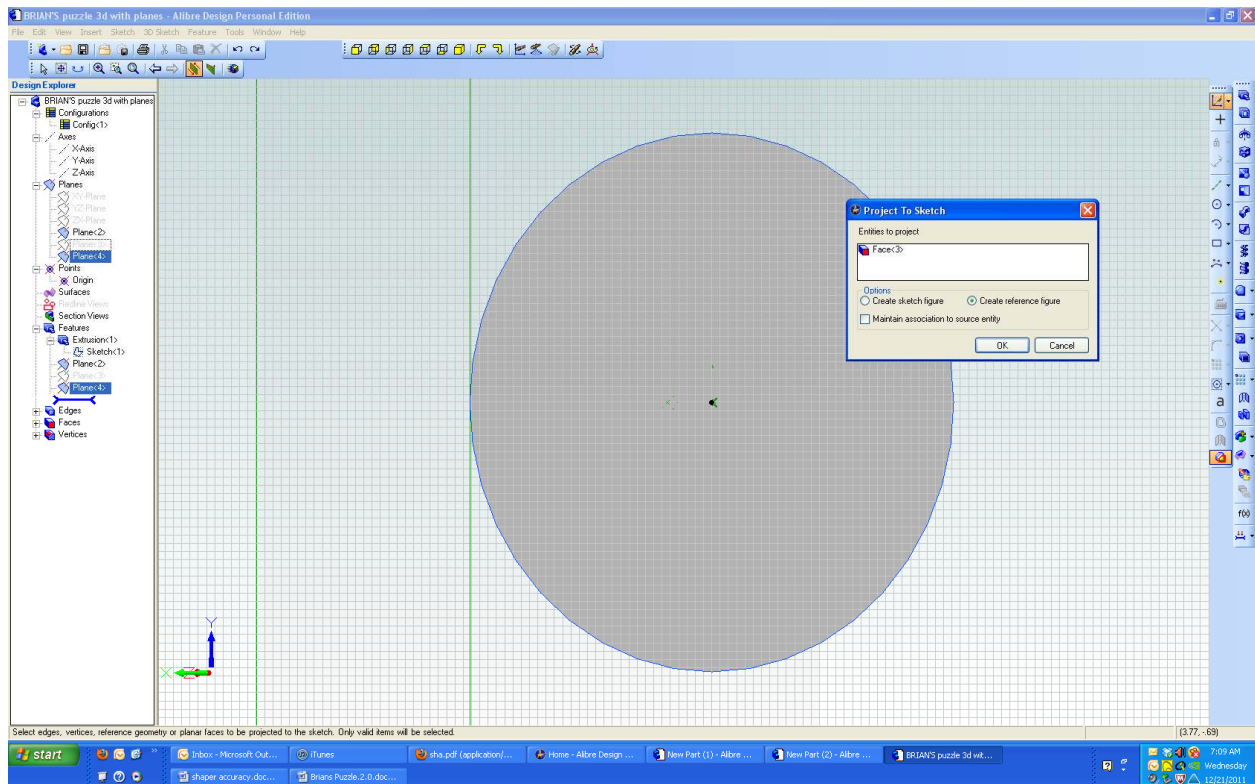 BRIAN'S puzzle 3d with planes - Alibre Design Personal Edition
File Edit View Insert Sketch 3D Sketch Feature Tools Window Help
Design Explorer
BRIAN'S puzzle 3d with planes
Configurations
Config<1>
Axes
X-Axis
Y-Axis
Z-Axis
Planes
XY-Plane
YZ-Plane
ZX-Plane
Plane<2>
Plane<3>
Plane<4>
Points
Origin
Surfaces
Redline Views
Section Views
Features
Extrusion<1>
Sketch<1>
Plane<2>
Plane<3>
Plane<4>
Edges
Faces
Vertices
Project To Sketch
Entities to project
Face<3>
Options
Create sketch figure Create reference figure
Maintain association to source entity
OK Cancel
a
f(x)
Y
X
Z
Select edges, vertices, reference geometry or planar faces to be projected to the sketch. Only valid items will be selected.
(3.77, -.69)
start
Inbox - Microsoft Out... iTunes sha.pdf (application/... Home - Alibre Design ... New Part (1) - Alibre ... New Part (2) - Alibre ... BRIAN'S puzzle 3d wit...
shaper accuracy.doc... Brians Puzzle.2.0.doc...
7:09 AM
Wednesday
12/21/2011